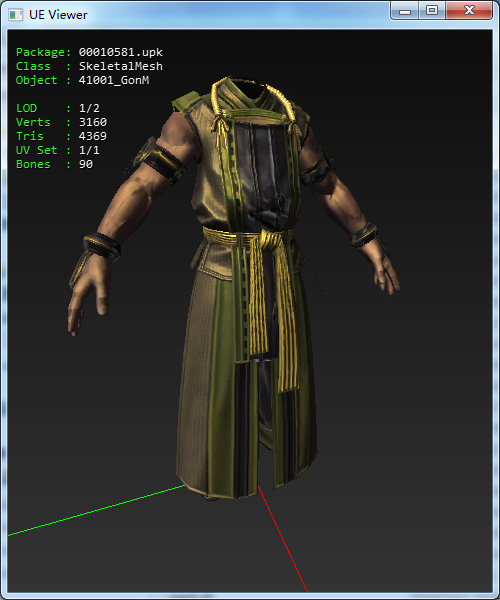 UE Viewer
Package: 00010581.upk
Class : SkeletalMesh
Object : 41001_GonM
LOD : 1/2
Verts : 3160
Tris : 4369
UV Set : 1/1
Bones : 90